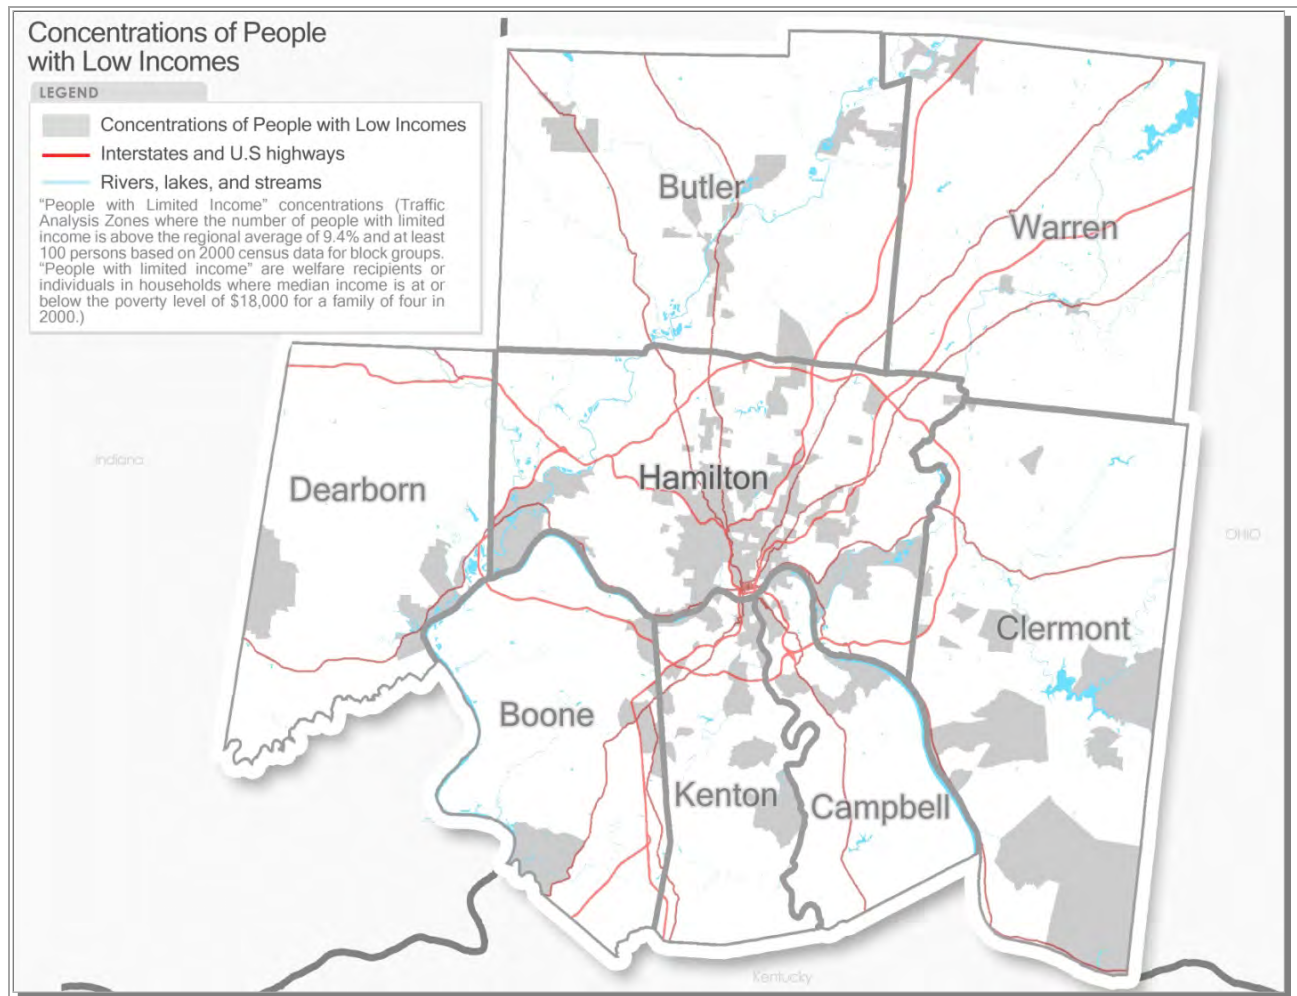 Concentrations of People
with Low Incomes
LEGEND
Concentrations of People with Low Incomes
Interstates and U.S highways
Rivers, lakes, and streams
“People with Limited Income” concentrations (Traffic
Analysis Zones where the number of people with limited
income is above the regional average of 9.4% and at least
100 persons based on 2000 census data for block groups.
“People with limited income” are welfare recipients or
individuals in households where median income is at or
below the poverty level of $18,000 for a family of four in
2000.)
Butler
Warren
Indiana
Dearborn
Hamilton
OHIO
Clermont
Boone
Kenton
Campbell
Kentucky